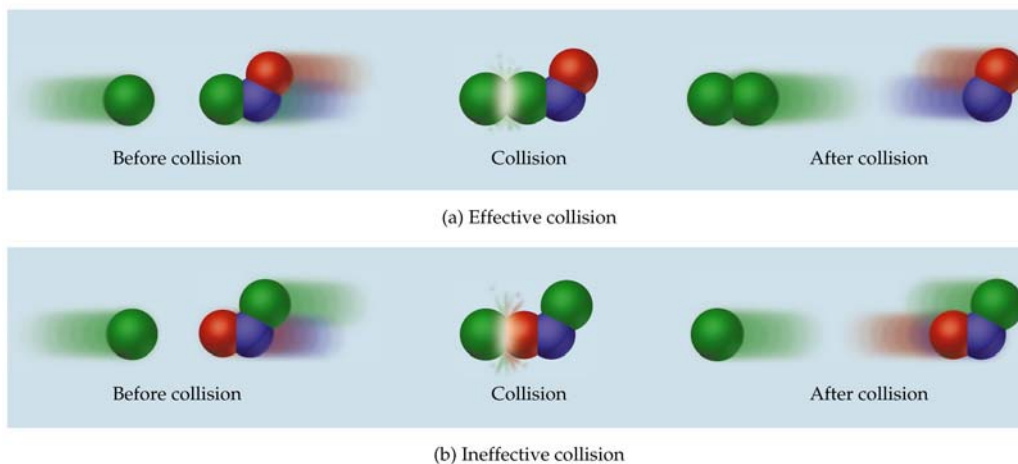 Before collision
Collision
After collision
(a) Effective collision
Before collision
Collision
After collision
(b) Ineffective collision